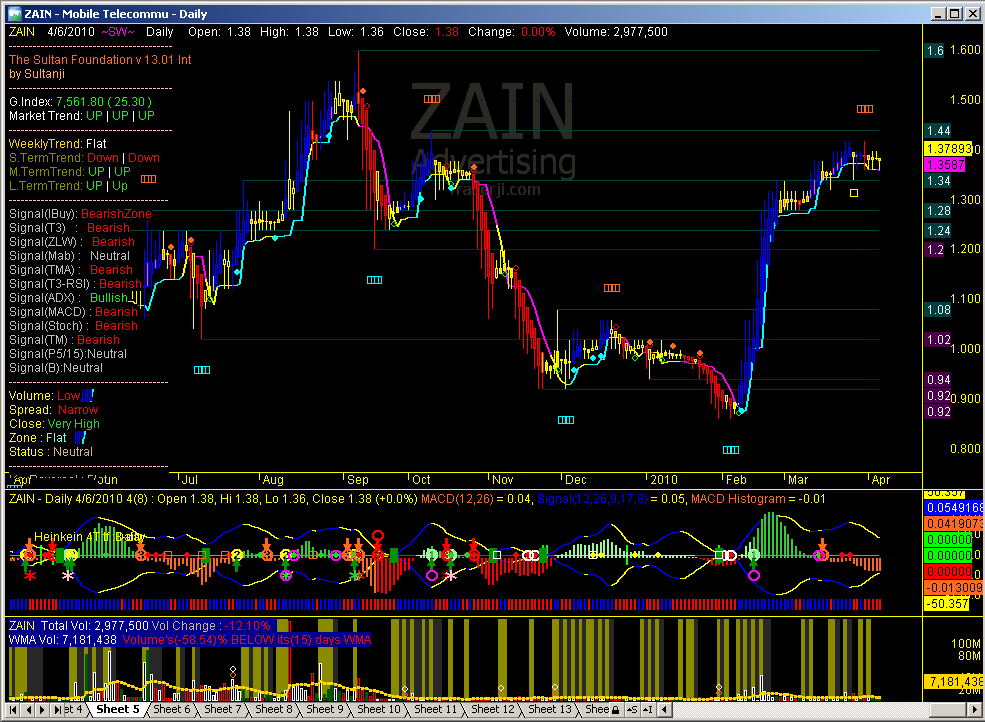 ZAIN - Mobile Telecommu - Daily
ZAIN 4/6/2010 ~SW~ Daily Open: 1.38 High: 1.38 Low: 1.36 Close: 1.38 Change: 0.00% Volume: 2,977,500
The Sultan Foundation v 13.01 Int
by Sultanji
G.Index: 7,561.80 ( 25.30 )
Market Trend: UP | UP | UP
WeeklyTrend: Flat
S.TermTrend: Down | Down
M.TermTrend: UP | UP
L.TermTrend: UP | Up
Signal(IBuy): BearishZone
Signal(T3) : Bearish
Signal(ZLW) : Bearish
Signal(Mab) : Neutral
Signal(TMA) : Bearish
Signal(T3-RSI) : Bearish
Signal(ADX) : Bullish
Signal(MACD) : Bearish
Signal(Stoch) : Bearish
Signal(TM) : Bearish
Signal(P5/15):Neutral
Signal(B):Neutral
Volume: Low
Spread: Narrow
Close: Very High
Zone : Flat
Status : Neutral
ZAIN
Advertising
1.6 1.600
1.500
1.44
1.37893
1.3587
1.34
1.300
1.28
1.24
1.2 1.200
1.100
1.08
1.02 1.000
0.94
0.92 0.900
0.92
0.800
Apr Jun Jul Aug Sep Oct Nov Dec 2010 Feb Mar Apr
ZAIN - Daily 4/6/2010 4(8) : Open 1.38, Hi 1.38, Lo 1.36, Close 1.38 (+0.0%) MACD(12,26) = 0.04, Signal(12,26,9,17,8) = 0.05, MACD Histogram = -0.01
50.357
0.0549168
0.0419073
0.00000
0.00000
0.00000
-0.013009
-50.357
ZAIN Total Vol: 2,977,500 Vol Change : -12.10%
WMA Vol: 7,181,438 Volume's(-58.54)% BELOW its(15) days WMA
100M
80M
7,181,438
20M
et 4 Sheet 5 Sheet 6 Sheet 7 Sheet 8 Sheet 9 Sheet 10 Sheet 11 Sheet 12 Sheet 13 Shee